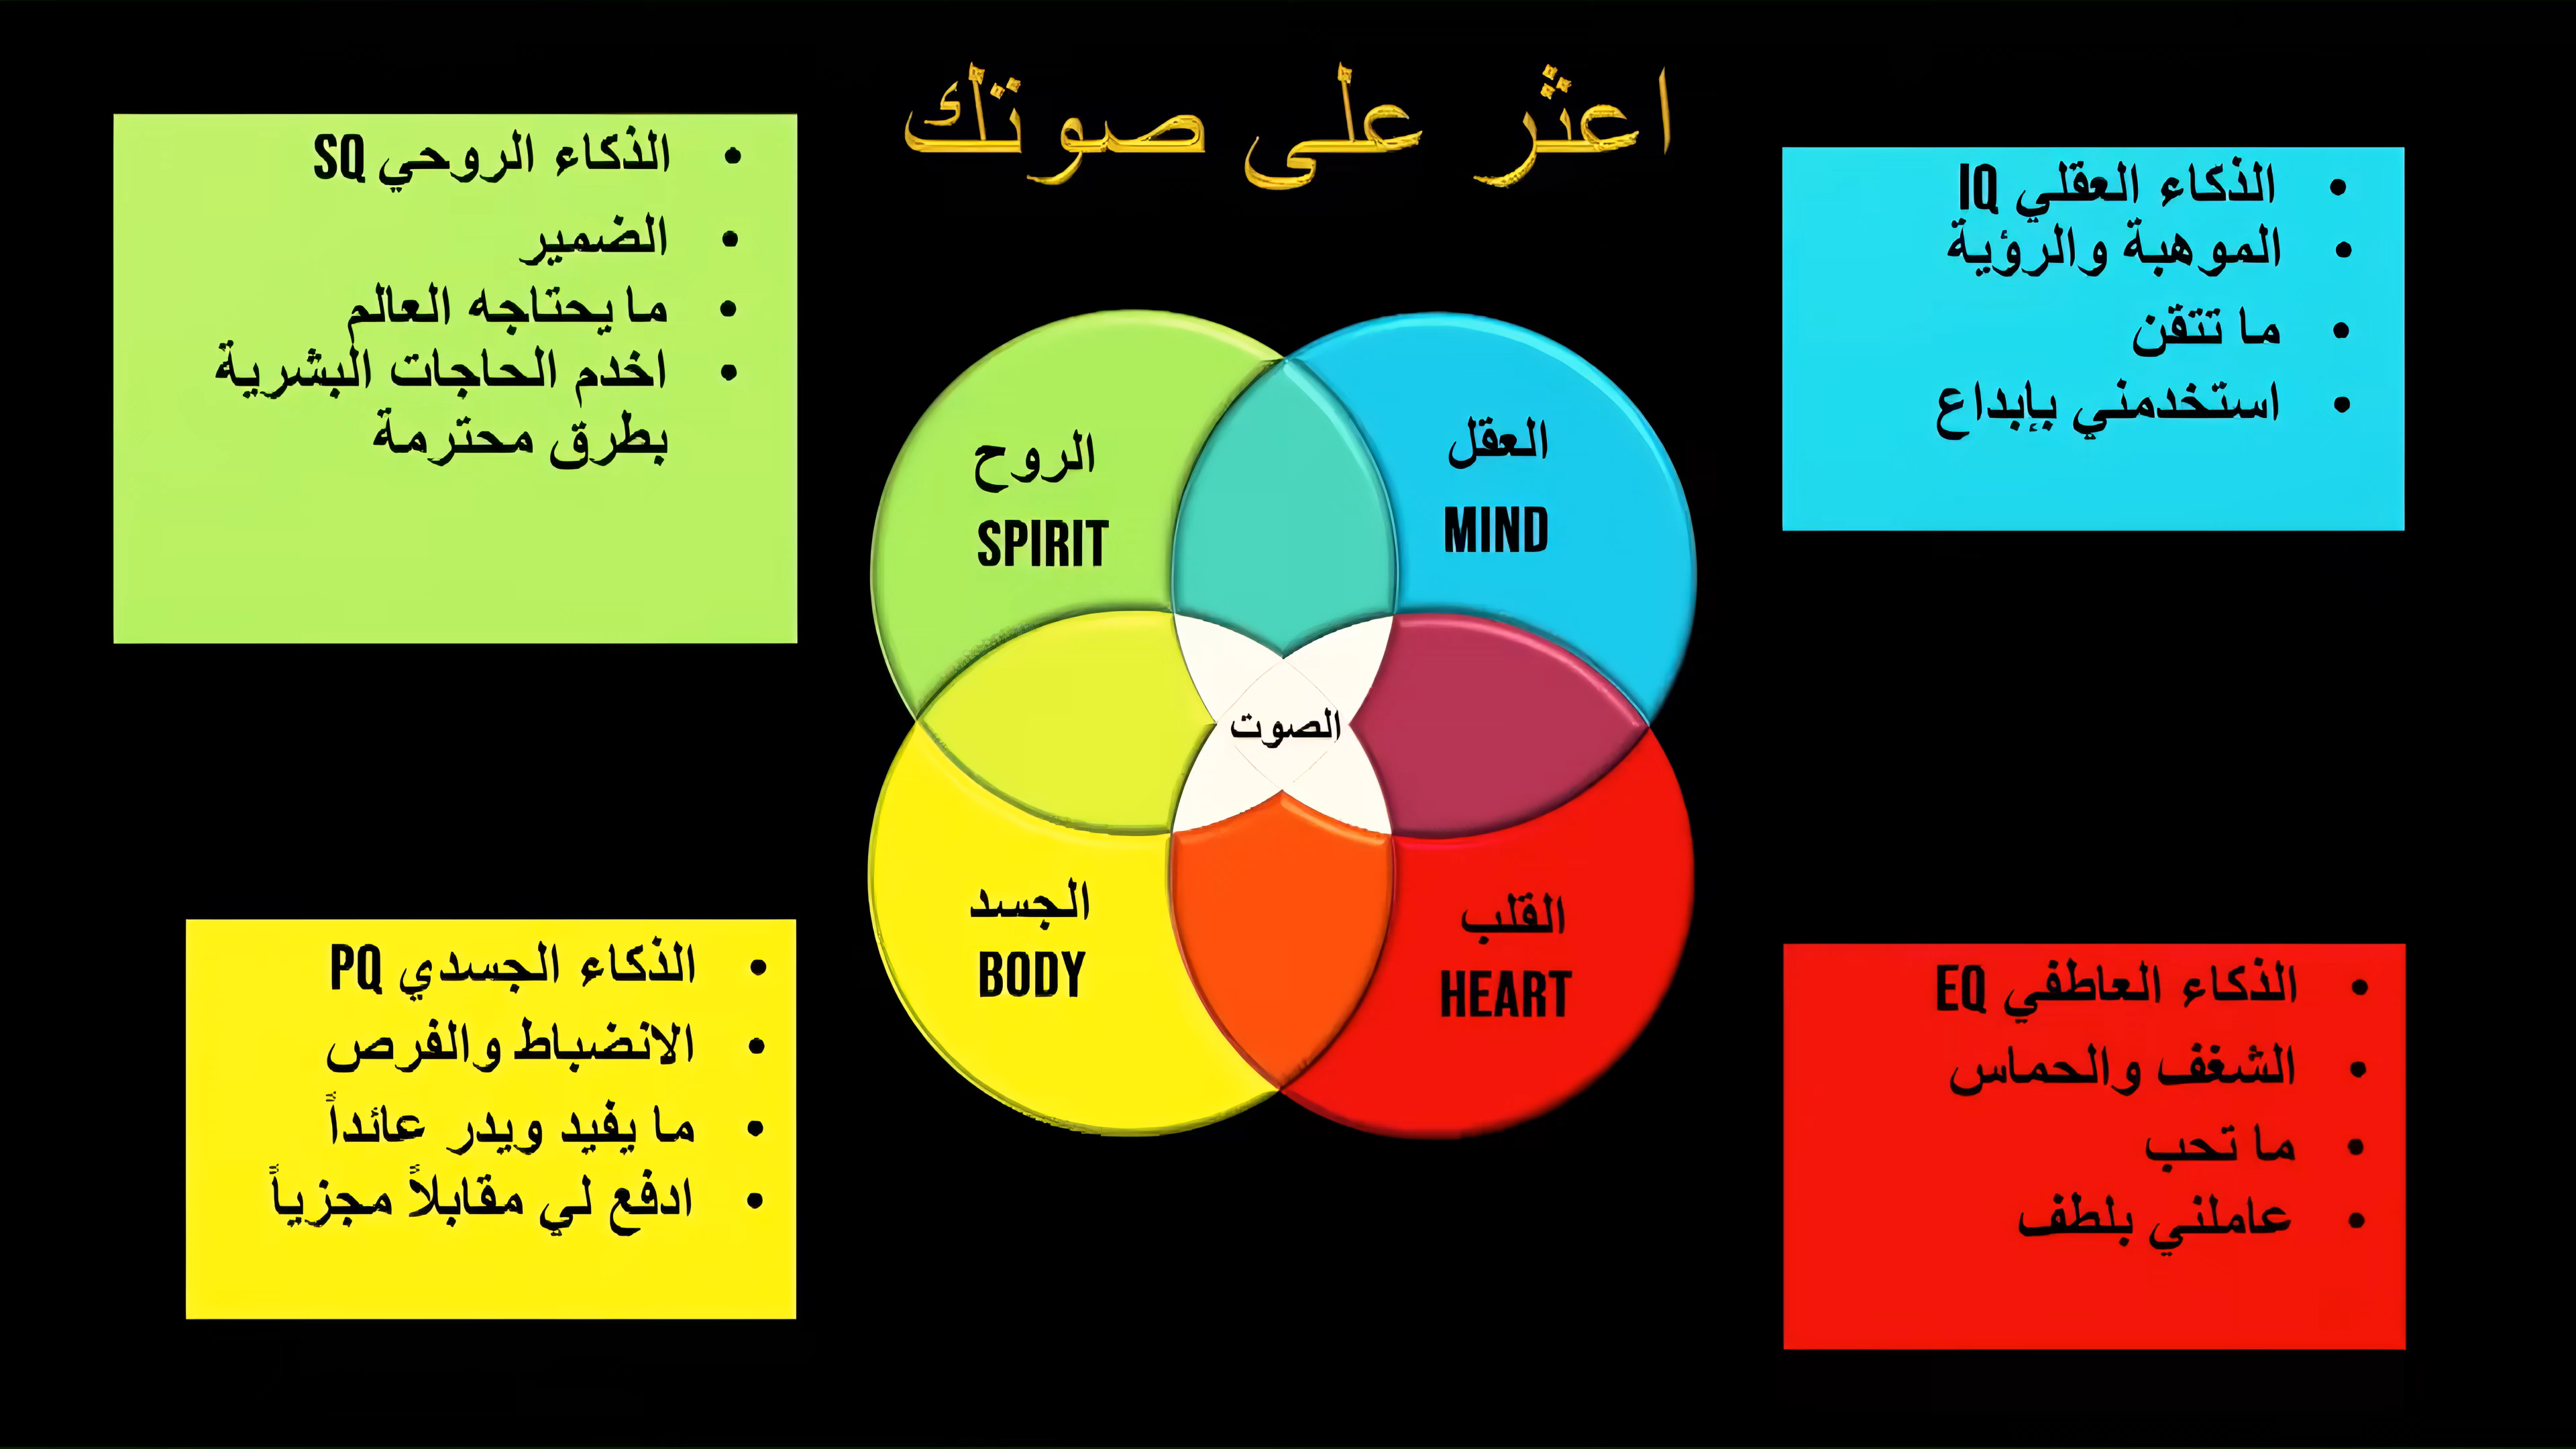 اعثر على صوتك
الذكاء العقلي IQ
الموهبة والرؤية
ما تتقن
استخدمني بإبداع
الذكاء الروحي SQ
الضمير
ما يحتاجه العالم
اخدم الحاجات البشرية
بطرق محترمة
العقل
MIND
الروح
SPIRIT
الصوت
القلب
HEART
الجسد
BODY
الذكاء العاطفي EQ
الشغف والحماس
ما تحب
عاملني بلطف
الذكاء الجسدي PQ
الانضباط والفرص
ما يفيد ويدر عائداً
ادفع لي مقابلاً مجزياً